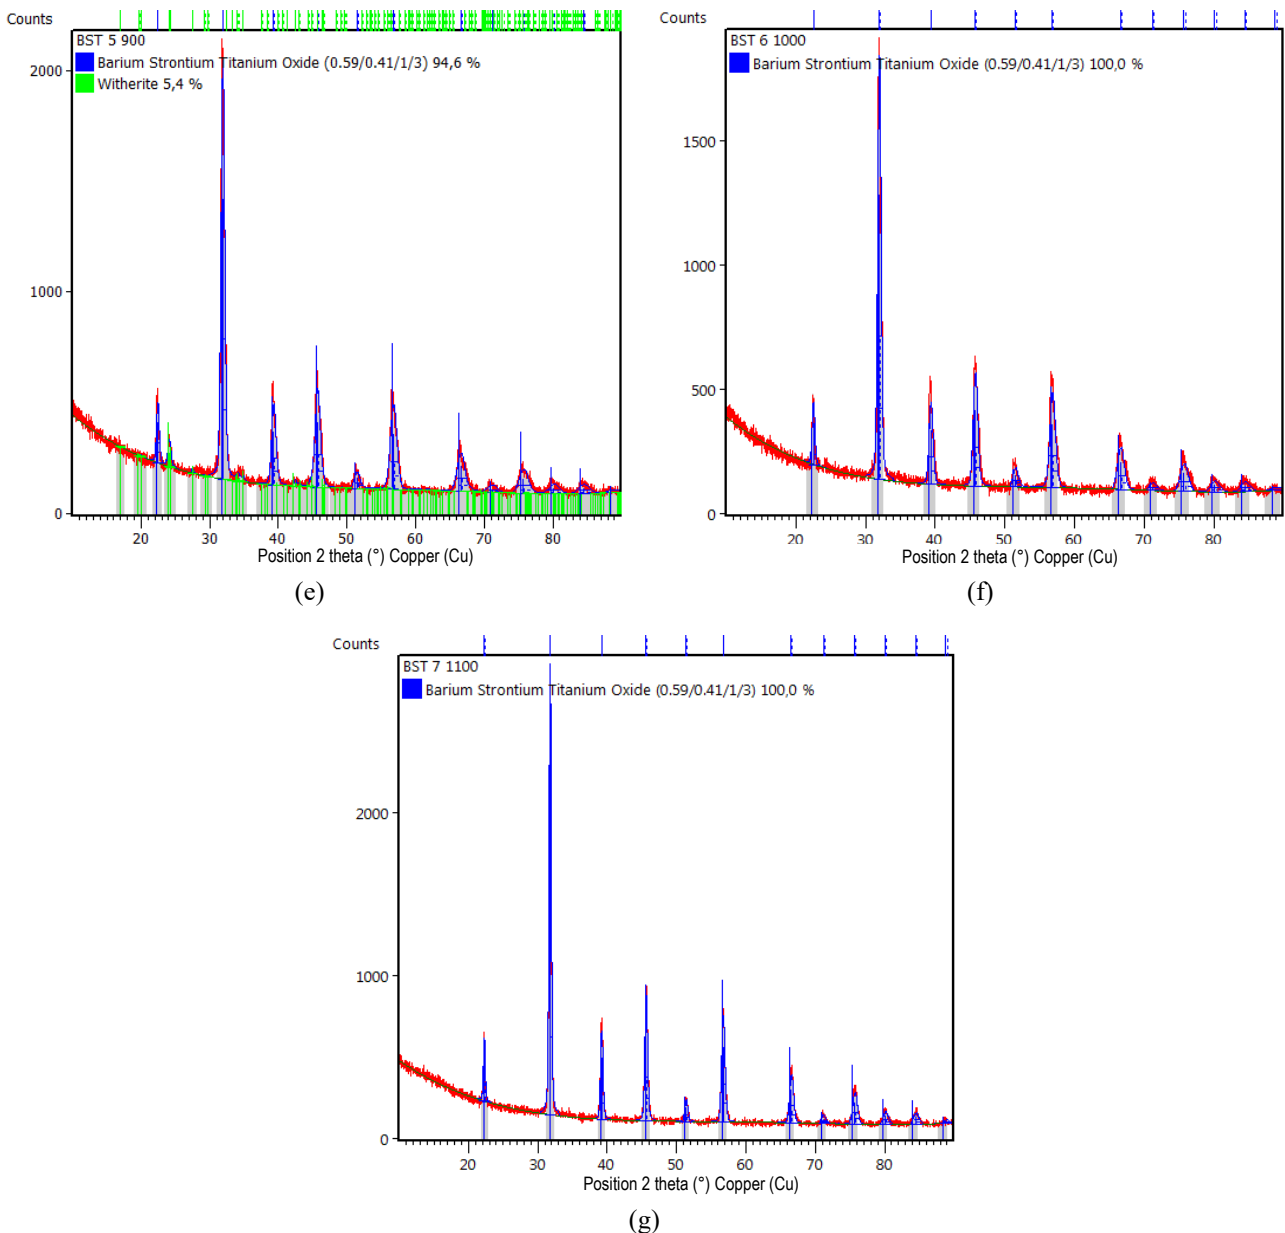 Counts
BST 5 900
Barium Strontium Titanium Oxide (0.59/0.41/1/3) 94,6 %
Witherite 5,4 %
2000
1000
0
20 30 40 50 60 70 80
Position 2 theta (°) Copper (Cu)
(e)
Counts
BST 6 1000
Barium Strontium Titanium Oxide (0.59/0.41/1/3) 100,0 %
1500
1000
500
0
20 30 40 50 60 70 80
Position 2 theta (°) Copper (Cu)
(f)
Counts
BST 7 1100
Barium Strontium Titanium Oxide (0.59/0.41/1/3) 100,0 %
2000
1000
0
20 30 40 50 60 70 80
Position 2 theta (°) Copper (Cu)
(g)